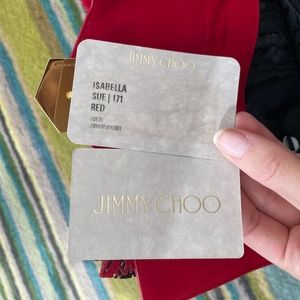 JIMMY CHOO
ISABELLA
SUE | 171
RED
JIMMY CHOO